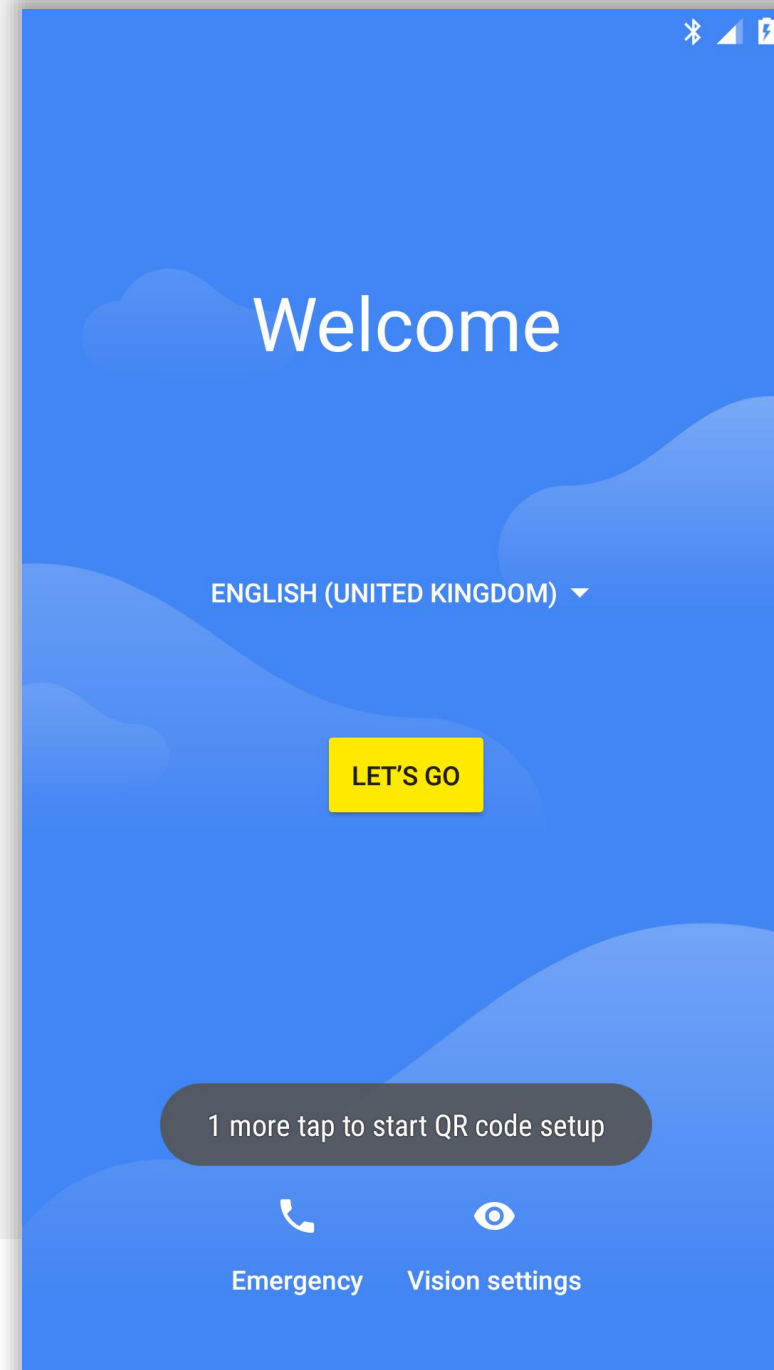 Welcome
ENGLISH (UNITED KINGDOM)
LET’S GO
1 more tap to start QR code setup
Emergency
Vision settings